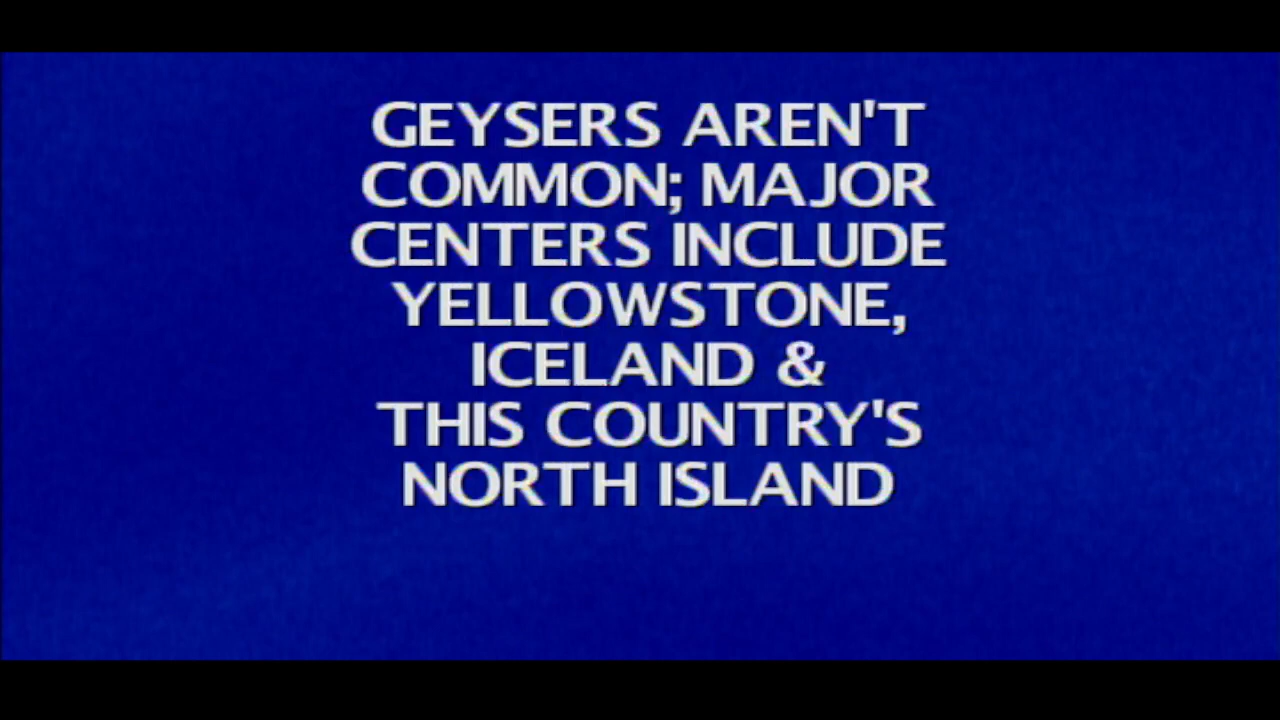 GEYSERS AREN'T
COMMON; MAJOR
CENTERS INCLUDE
YELLOWSTONE,
ICELAND &
THIS COUNTRY'S
NORTH ISLAND